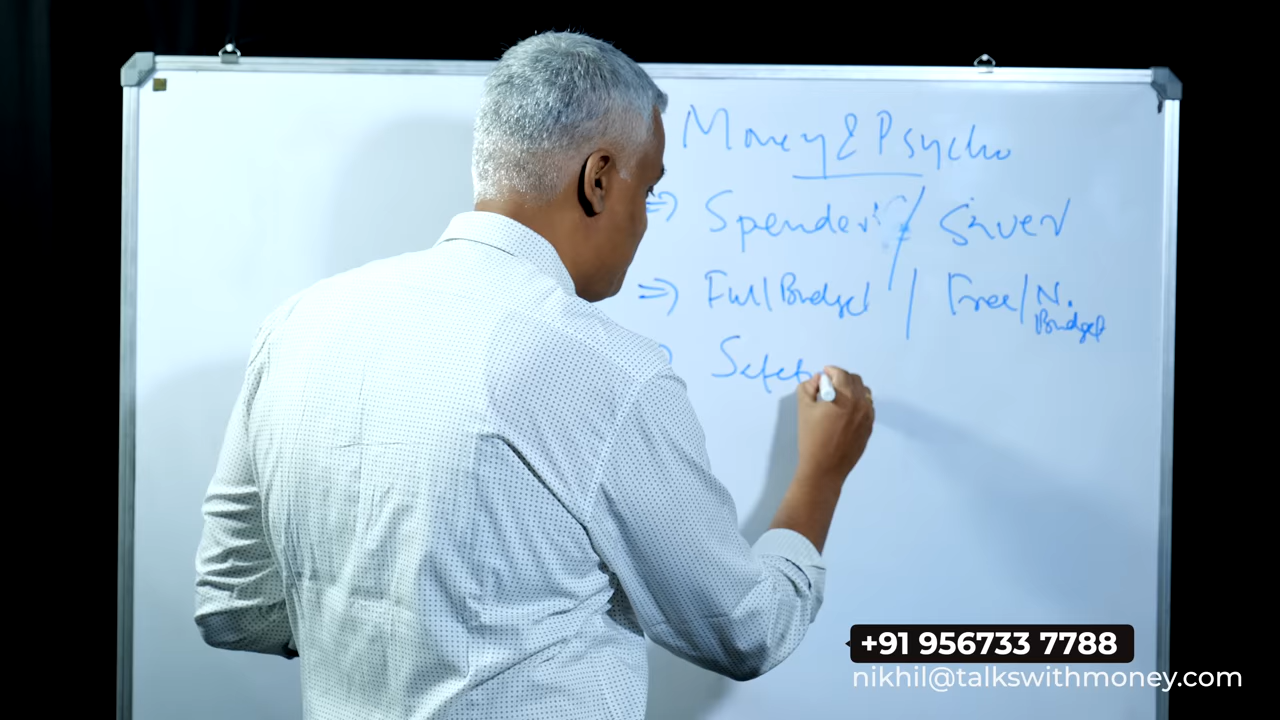 Money & Psycho
⇒ Spender / Saver
⇒ Full Budget / Free/N.
Budget
Safet
+91 956733 7788
nikhil@talkswithmoney.com